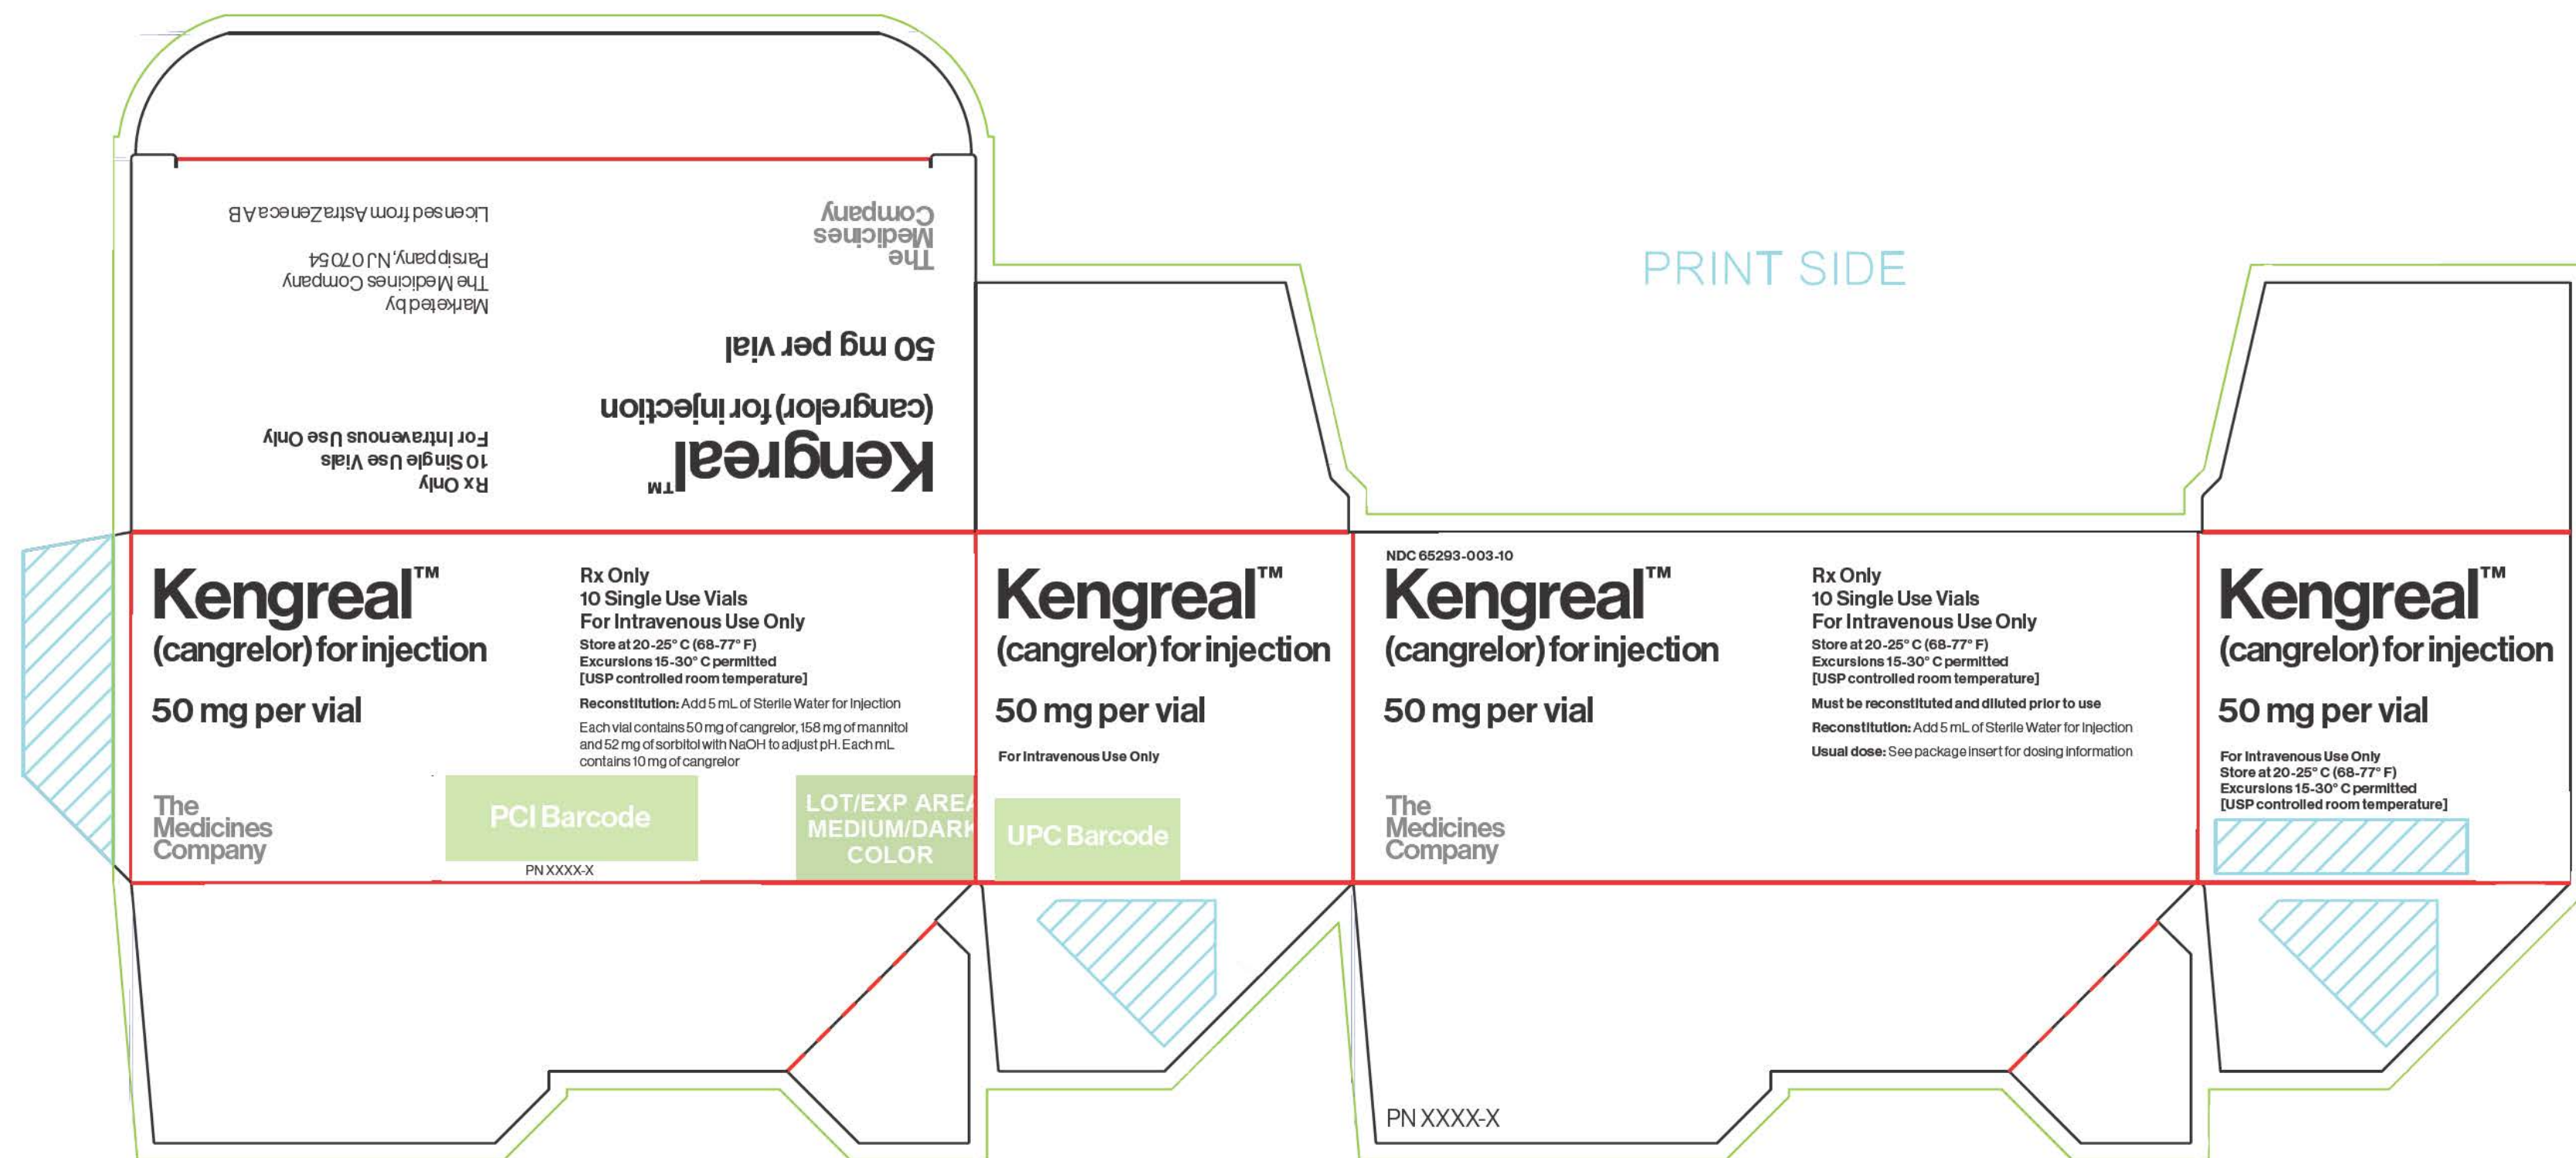 PRINT SIDE
Kengreal™
(cangrelor) for injection
50 mg per vial
The
Medicines
Company
Rx Only
10 Single Use Vials
For Intravenous Use Only
Marketed by
The Medicines Company
Parsippany, NJ 07054
Licensed from AstraZeneca AB
Kengreal™
(cangrelor) for injection
50 mg per vial
The
Medicines
Company
Rx Only
10 Single Use Vials
For Intravenous Use Only
Store at 20-25° C (68-77° F)
Excursions 15-30° C permitted
[USP controlled room temperature]
Reconstitution: Add 5 mL of Sterile Water for Injection
Each vial contains 50 mg of cangrelor, 158 mg of mannitol
and 52 mg of sorbitol with NaOH to adjust pH. Each mL
contains 10 mg of cangrelor
PCI Barcode
PN XXXX-X
LOT/EXP AREA
MEDIUM/DARK
COLOR
Kengreal™
(cangrelor) for injection
50 mg per vial
For Intravenous Use Only
UPC Barcode
NDC 65293-003-10
Kengreal™
(cangrelor) for injection
50 mg per vial
The
Medicines
Company
Rx Only
10 Single Use Vials
For Intravenous Use Only
Store at 20-25° C (68-77° F)
Excursions 15-30° C permitted
[USP controlled room temperature]
Must be reconstituted and diluted prior to use
Reconstitution: Add 5 mL of Sterile Water for Injection
Usual dose: See package insert for dosing information
Kengreal™
(cangrelor) for injection
50 mg per vial
For Intravenous Use Only
Store at 20-25° C (68-77° F)
Excursions 15-30° C permitted
[USP controlled room temperature]
PN XXXX-X